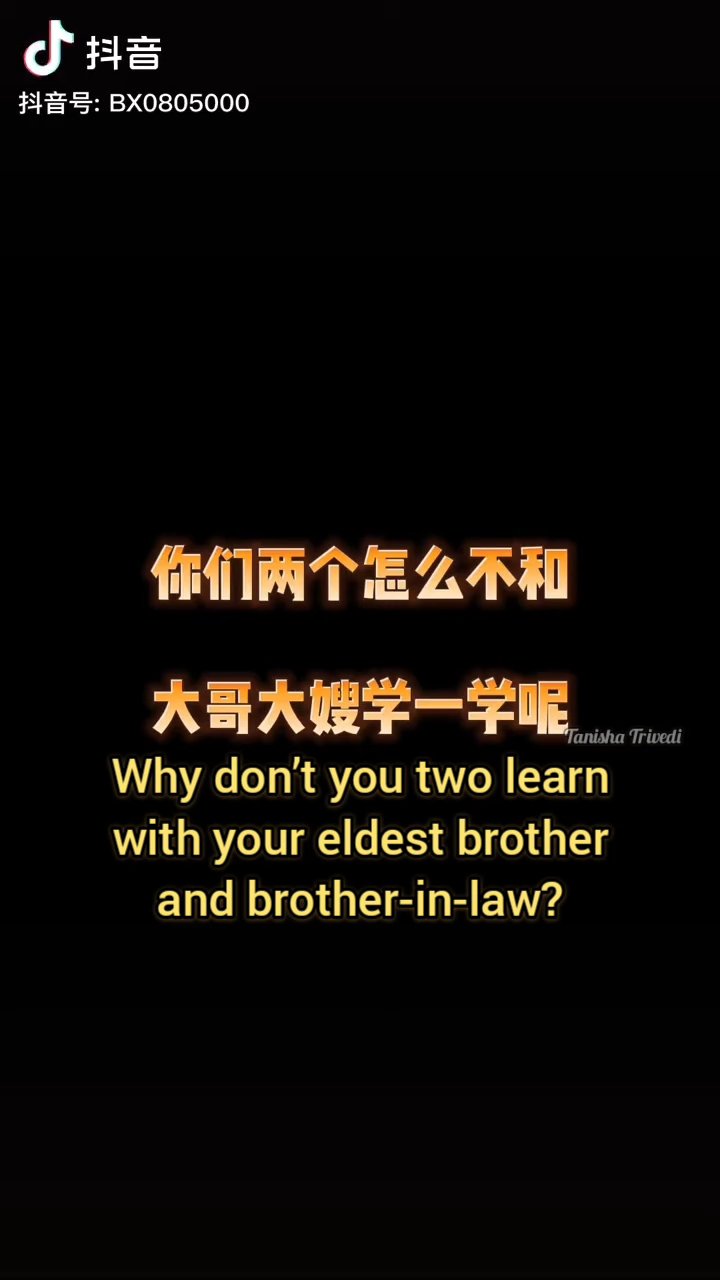 抖音
抖音号: BX0805000
你们两个怎么不和
大哥大嫂学一学呢
Tanisha Trivedi
Why don’t you two learn
with your eldest brother
and brother-in-law?